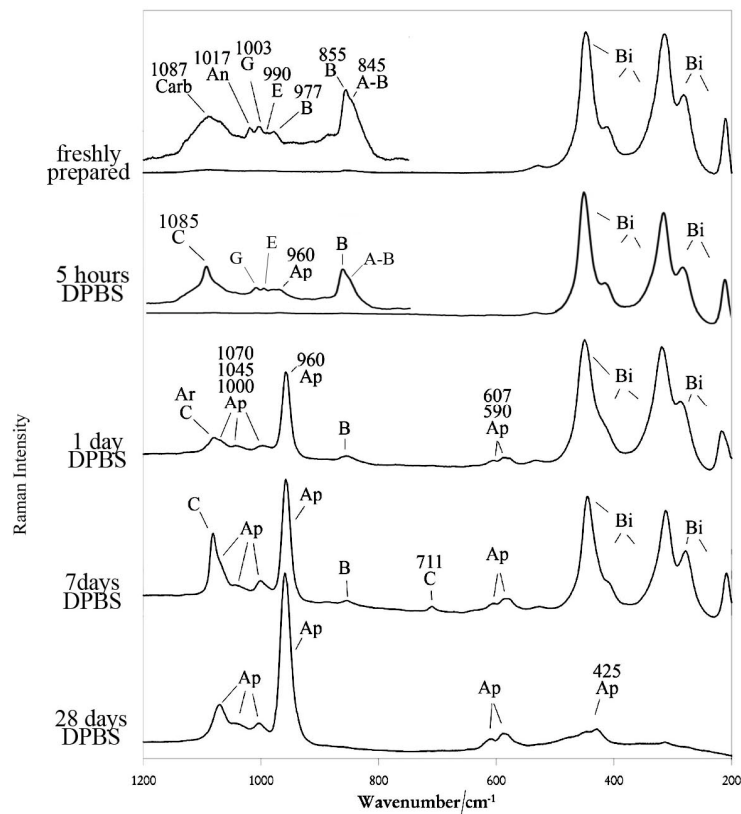 1087
Carb
1017
An
1003
G
990
E
977
B
855
B
845
A-B
Bi
Bi
freshly
prepared
1085
C
G
E
960
Ap
B
A-B
Bi
Bi
5 hours
DPBS
Ar
C
1070
1045
1000
Ap
960
Ap
B
607
590
Ap
Bi
Bi
1 day
DPBS
Raman Intensity
C
Ap
Ap
B
711
C
Ap
Bi
Bi
7days
DPBS
Ap
Ap
Ap
425
Ap
28 days
DPBS
1200 1000 800 600 400 200
Wavenumber/cm-1